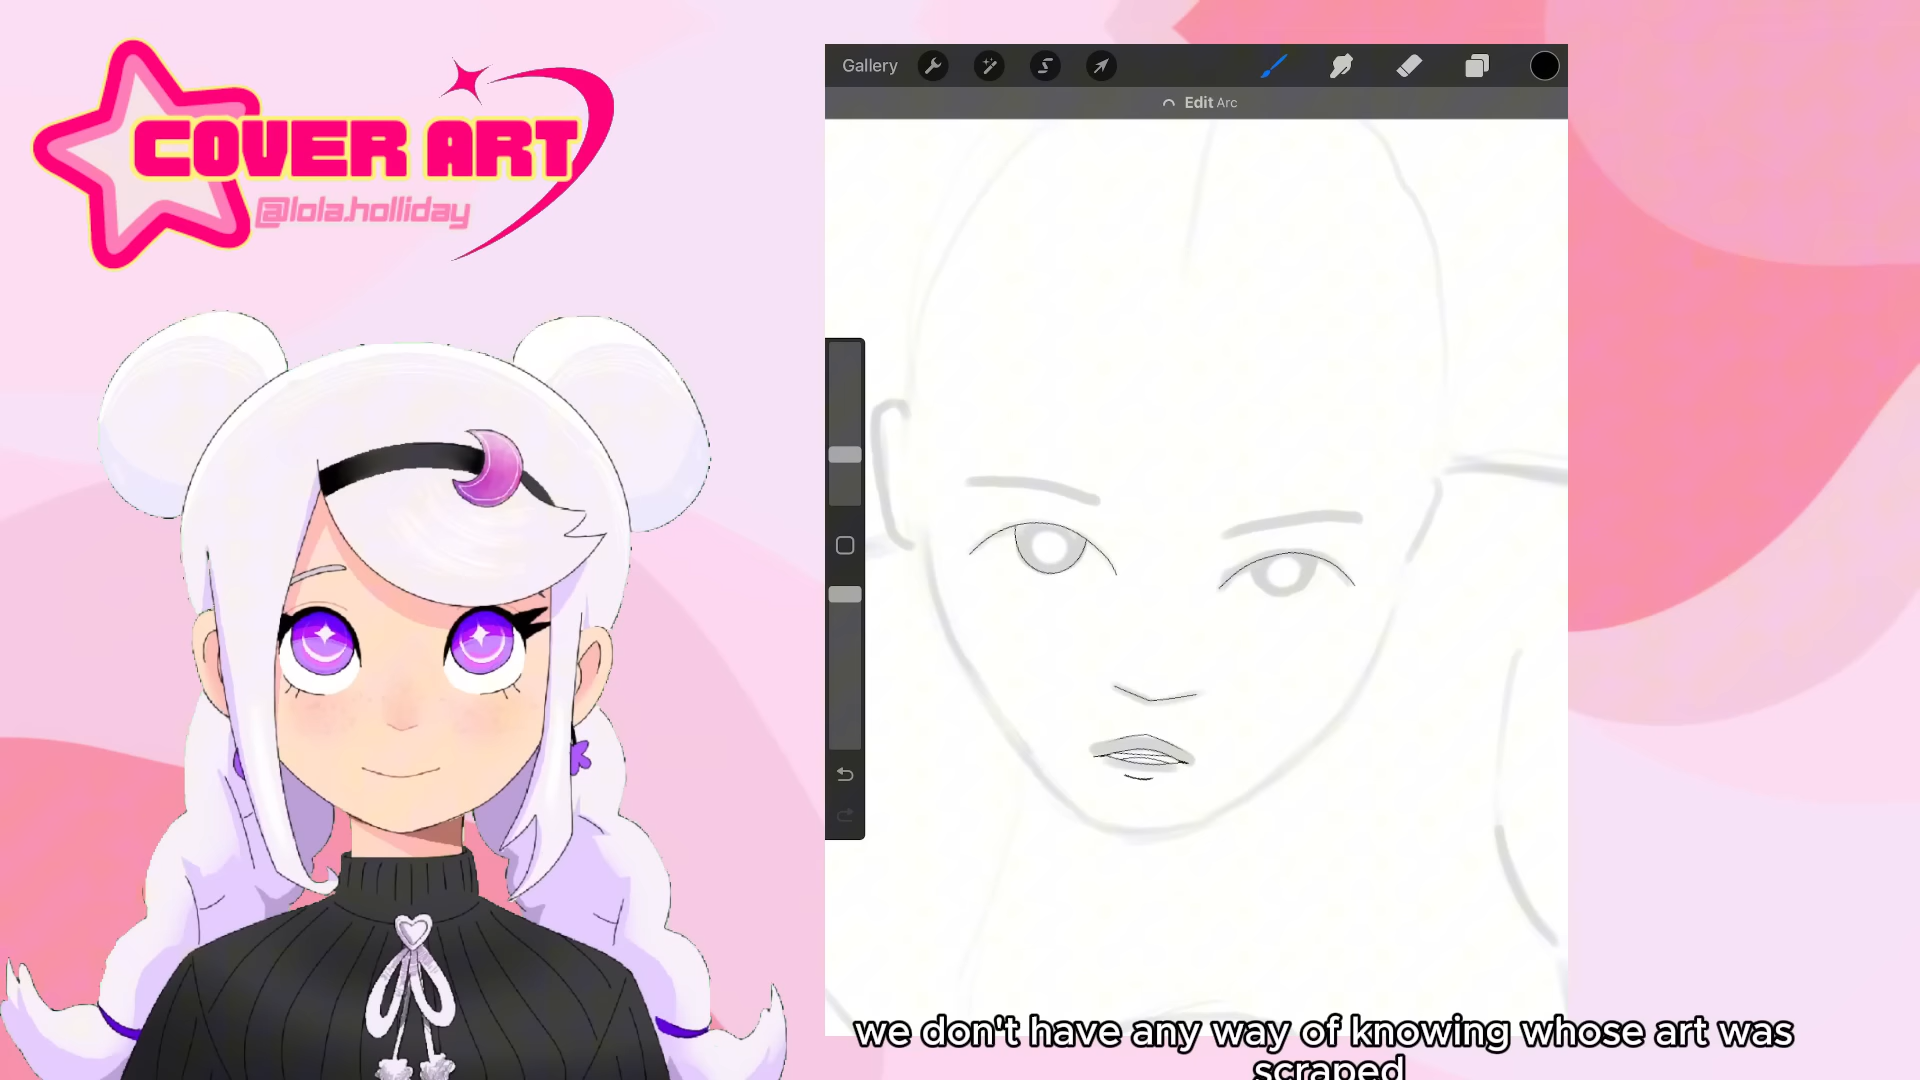 COVER ART
@lola.holliday
Gallery
Edit Arc
we don't have any way of knowing whose art was
scraped